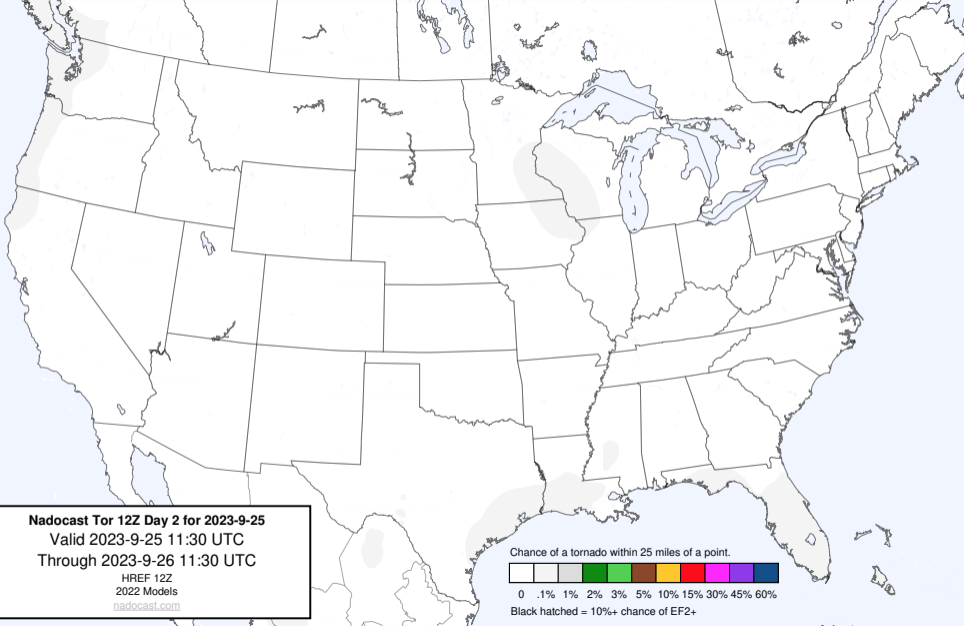 Nadocast Tor 12Z Day 2 for 2023-9-25
Valid 2023-9-25 11:30 UTC
Through 2023-9-26 11:30 UTC
HREF 12Z
2022 Models
nadocast.com
Chance of a tornado within 25 miles of a point.
0 .1% 1% 2% 3% 5% 10% 15% 30% 45% 60%
Black hatched = 10%+ chance of EF2+